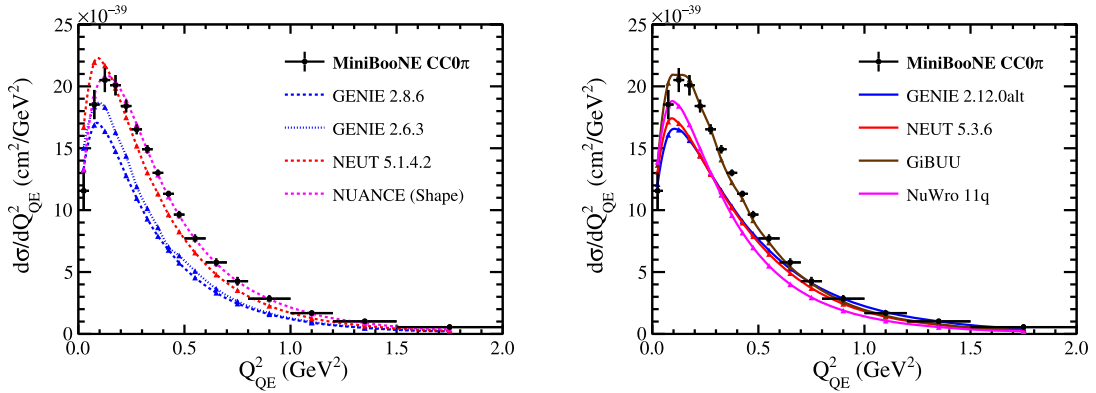 ×10⁻³⁹
25
20
15
10
5
0
dσ/dQ²QE (cm²/GeV²)
MiniBooNE CC0π
GENIE 2.8.6
GENIE 2.6.3
NEUT 5.1.4.2
NUANCE (Shape)
0.0 0.5 1.0 1.5 2.0
Q²QE (GeV²)
×10⁻³⁹
25
20
15
10
5
0
dσ/dQ²QE (cm²/GeV²)
MiniBooNE CC0π
GENIE 2.12.0alt
NEUT 5.3.6
GiBUU
NuWro 11q
0.0 0.5 1.0 1.5 2.0
Q²QE (GeV²)